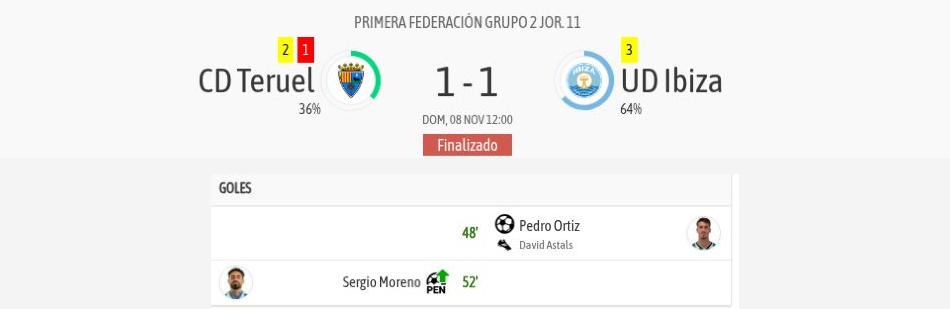 PRIMERA FEDERACIÓN GRUPO 2 JOR. 11
2 1
3
CD Teruel
1 - 1
UD Ibiza
36%
64%
DOM, 08 NOV 12:00
Finalizado
GOLES
48' Pedro Ortiz
David Astals
Sergio Moreno PEN 52'